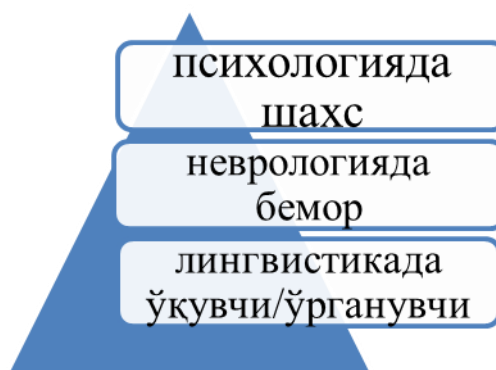 психологияда
шахс
неврологияда
бемор
лингвистикада
ўқувчи/ўрганувчи